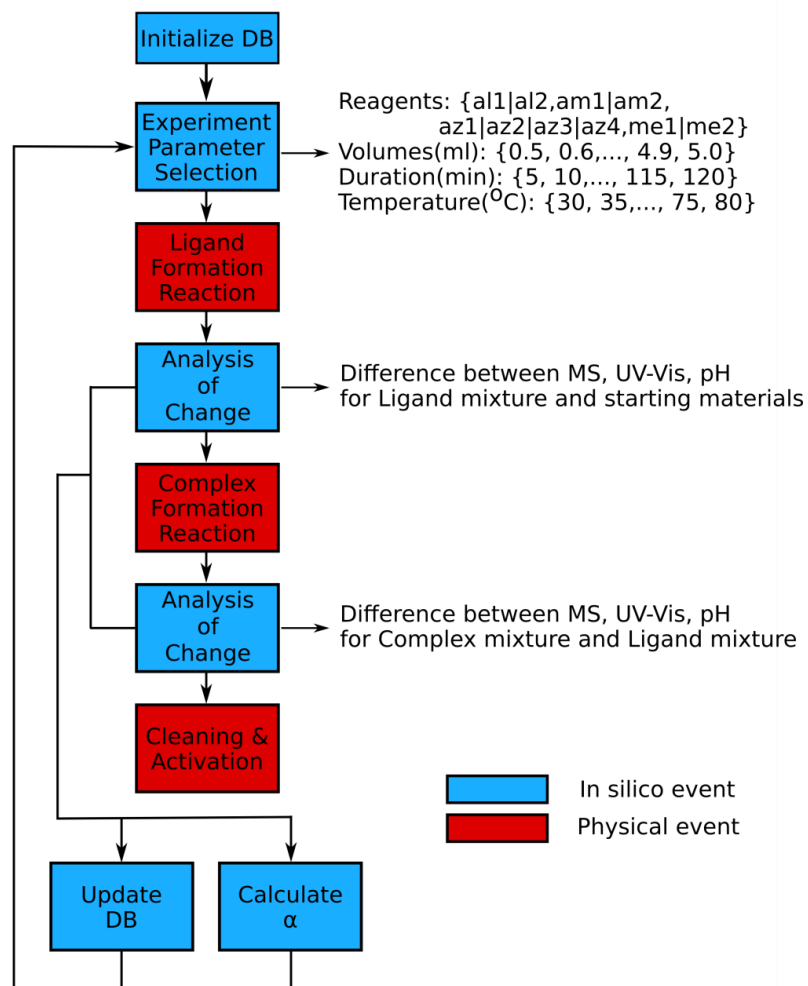 Initialize DB
Experiment
Parameter
Selection
Reagents: {al1|al2,am1|am2,
az1|az2|az3|az4,me1|me2}
Volumes(ml): {0.5, 0.6,..., 4.9, 5.0}
Duration(min): {5, 10,..., 115, 120}
Temperature(⁰C): {30, 35,..., 75, 80}
Ligand
Formation
Reaction
Analysis
of
Change
Difference between MS, UV-Vis, pH
for Ligand mixture and starting materials
Complex
Formation
Reaction
Analysis
of
Change
Difference between MS, UV-Vis, pH
for Complex mixture and Ligand mixture
Cleaning &
Activation
In silico event
Physical event
Update
DB
Calculate
α